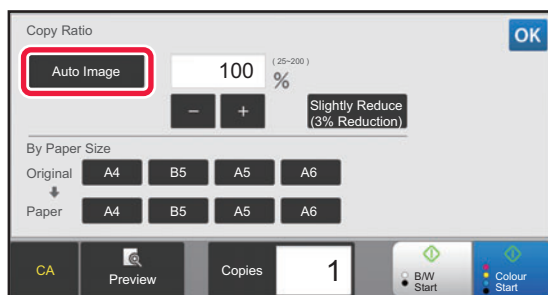 Copy Ratio
OK
Auto Image
100
(25~200)
%
−
+
Slightly Reduce
(3% Reduction)
By Paper Size
Original
A4
B5
A5
A6
Paper
A4
B5
A5
A6
CA
Preview
Copies
1
B/W
Start
Colour
Start